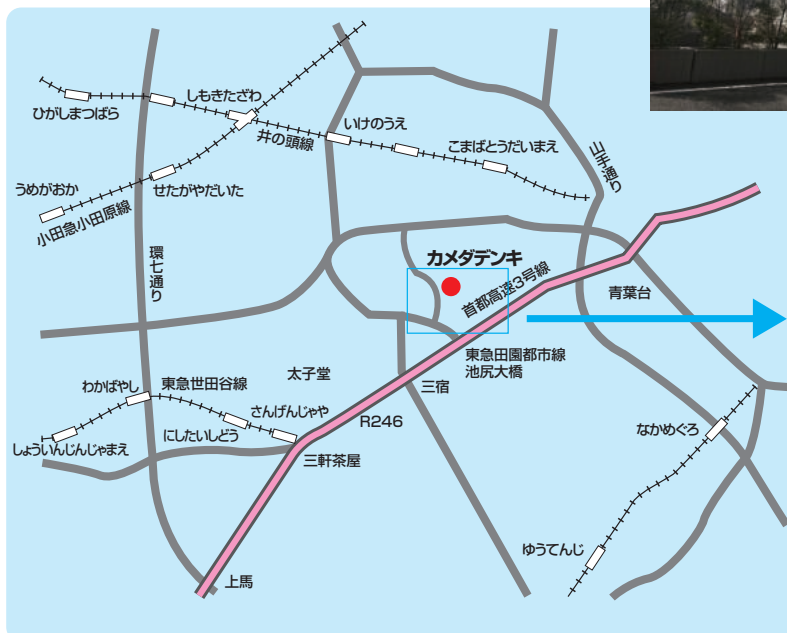 しもきたざわ
ひがしまつばら
井の頭線
いけのうえ
こまばとうだいまえ
山手通り
うめがおか
せたがやだいた
小田急小田原線
環七通り
カメダデンキ
首都高速3号線
青葉台
東急田園都市線
池尻大橋
太子堂
三宿
わかばやし
東急世田谷線
さんげんじゃや
R246
しょういんじんじゃまえ
にしたいしどう
三軒茶屋
なかめぐろ
ゆうてんじ
上馬